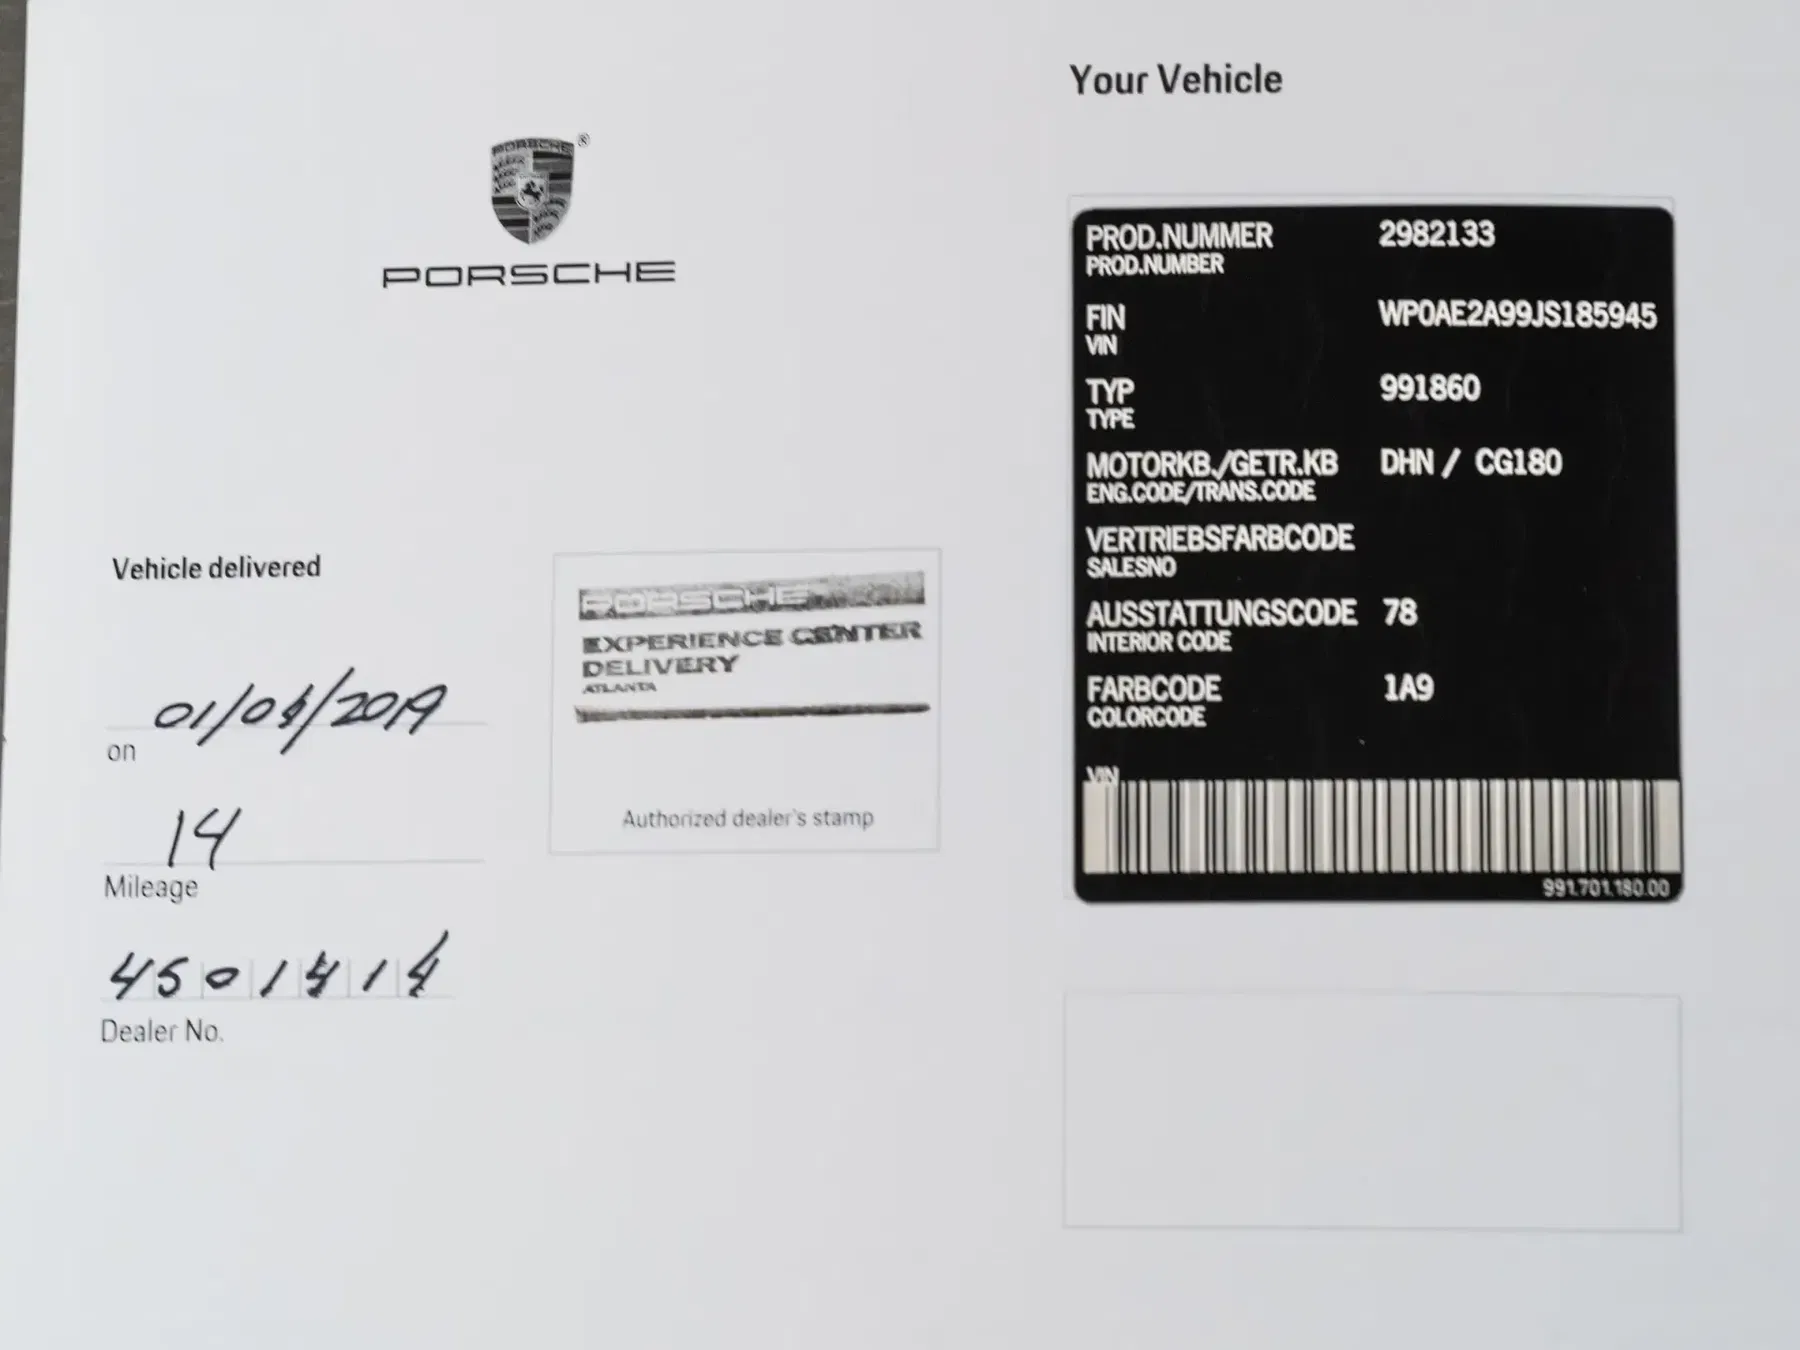 PORSCHE
®
PORSCHE
Vehicle delivered
on
14
Mileage
4501414
Dealer No.
PORSCHE
EXPERIENCE CENTER
DELIVERY
ATLANTA
Authorized dealer's stamp
Your Vehicle
PROD.NUMMER 2982133
PROD.NUMBER
FIN WP0AE2A99JS185945
VIN
TYP 991860
TYPE
MOTORKB./GETR.KB DHN / CG180
ENG.CODE/TRANS.CODE
VERTRIEBSFARBCODE
SALESNO
AUSSTATTUNGSCODE 78
INTERIOR CODE
FARBCODE 1A9
COLORCODE
VIN
991.701.180.00